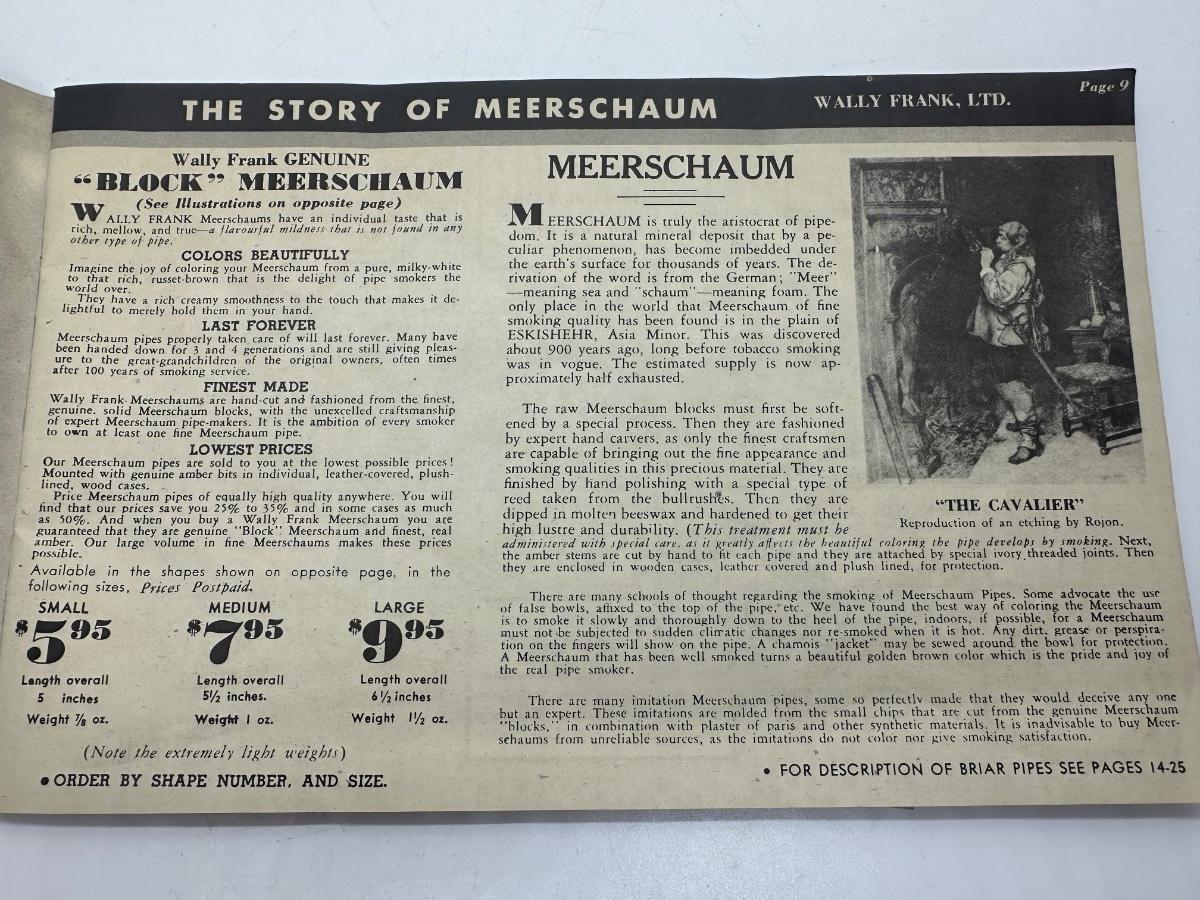 THE STORY OF MEERSCHAUM
WALLY FRANK, LTD.
Page 9
Wally Frank GENUINE
"BLOCK" MEERSCHAUM
(See Illustrations on opposite page)
WALLY FRANK Meerschaums have an individual taste that is
rich, mellow, and true—a flavourful mildness that is not found in any
other type of pipe.
COLORS BEAUTIFULLY
Imagine the joy of coloring your Meerschaum from a pure, milky-white
to that rich, russet-brown that is the delight of pipe smokers the
world over.
They have a rich creamy smoothness to the touch that makes it de-
lightful to merely hold them in your hand.
LAST FOREVER
Meerschaum pipes properly taken care of will last forever. Many have
been handed down for 3 and 4 generations and are still giving pleas-
ure to the great-grandchildren of the original owners, often times
after 100 years of smoking service.
FINEST MADE
Wally Frank Meerschaums are hand-cut and fashioned from the finest,
genuine, solid Meerschaum blocks, with the unexcelled craftsmanship
of expert Meerschaum pipe-makers. It is the ambition of every smoker
to own at least one fine Meerschaum pipe.
LOWEST PRICES
Our Meerschaum pipes are sold to you at the lowest possible prices!
Mounted with genuine amber bits in individual, leather-covered, plush-
lined, wood cases.
Price Meerschaum pipes of equally high quality anywhere. You will
find that our prices save you 25% to 35% and in some cases as much
as 50%. And when you buy a Wally Frank Meerschaum you are
guaranteed that they are genuine "Block" Meerschaum and finest, real
amber. Our large volume in fine Meerschaums makes these prices
possible.
Available in the shapes shown on opposite page, in the
following sizes, Prices Postpaid.
SMALL MEDIUM LARGE
$5.95 $7.95 $9.95
Length overall Length overall Length overall
5 inches 5½ inches. 6½ inches
Weight ⅞ oz. Weight 1 oz. Weight 1½ oz.
(Note the extremely light weights)
• ORDER BY SHAPE NUMBER, AND SIZE.
MEERSCHAUM
MEERSCHAUM is truly the aristocrat of pipe-
dom. It is a natural mineral deposit that by a pe-
culiar phenomenon, has become imbedded under
the earth's surface for thousands of years. The de-
rivation of the word is from the German; "Meer"
—meaning sea and "schaum"—meaning foam. The
only place in the world that Meerschaum of fine
smoking quality has been found is in the plain of
ESKISHEHR, Asia Minor. This was discovered
about 900 years ago, long before tobacco smoking
was in vogue. The estimated supply is now ap-
proximately half exhausted.
The raw Meerschaum blocks must first be soft-
ened by a special process. Then they are fashioned
by expert hand carvers, as only the finest craftsmen
are capable of bringing out the fine appearance and
smoking qualities in this precious material. They are
finished by hand polishing with a special type of
reed taken from the bullrushes. Then they are
dipped in molten beeswax and hardened to get their
high lustre and durability. (This treatment must be
administered with special care, as it greatly affects the beautiful coloring the pipe develops by smoking. Next,
the amber stems are cut by hand to fit each pipe and they are attached by special ivory threaded joints. Then
they are enclosed in wooden cases, leather covered and plush lined, for protection.
"THE CAVALIER"
Reproduction of an etching by Rojon.
There are many schools of thought regarding the smoking of Meerschaum Pipes. Some advocate the use
of false bowls, affixed to the top of the pipe, etc. We have found the best way of coloring the Meerschaum
is to smoke it slowly and thoroughly down to the heel of the pipe, indoors, if possible, for a Meerschaum
must not be subjected to sudden climatic changes nor re-smoked when it is hot. Any dirt, grease or perspira-
tion on the fingers will show on the pipe. A chamois "jacket" may be sewed around the bowl for protection.
A Meerschaum that has been well smoked turns a beautiful golden brown color which is the pride and joy of
the real pipe smoker.
There are many imitation Meerschaum pipes, some so perfectly made that they would deceive any one
but an expert. These imitations are molded from the small chips that are cut from the genuine Meerschaum
"blocks," in combination with plaster of paris and other synthetic materials. It is inadvisable to buy Meer-
schaums from unreliable sources, as the imitations do not color nor give smoking satisfaction.
• FOR DESCRIPTION OF BRIAR PIPES SEE PAGES 14-25